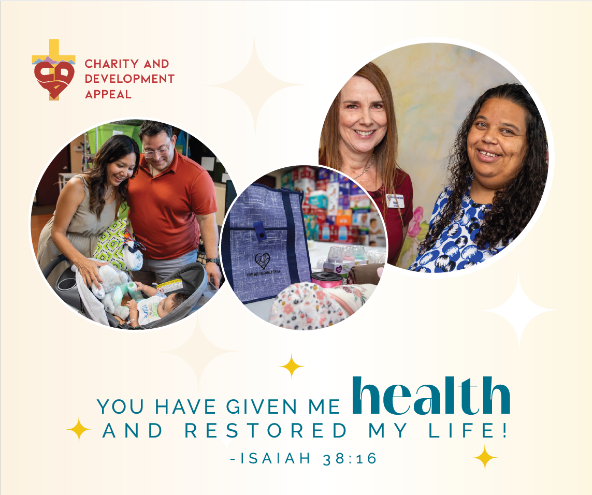 CHARITY AND
DEVELOPMENT
APPEAL
YOU HAVE GIVEN ME health
AND RESTORED MY LIFE!
-ISAIAH 38:16